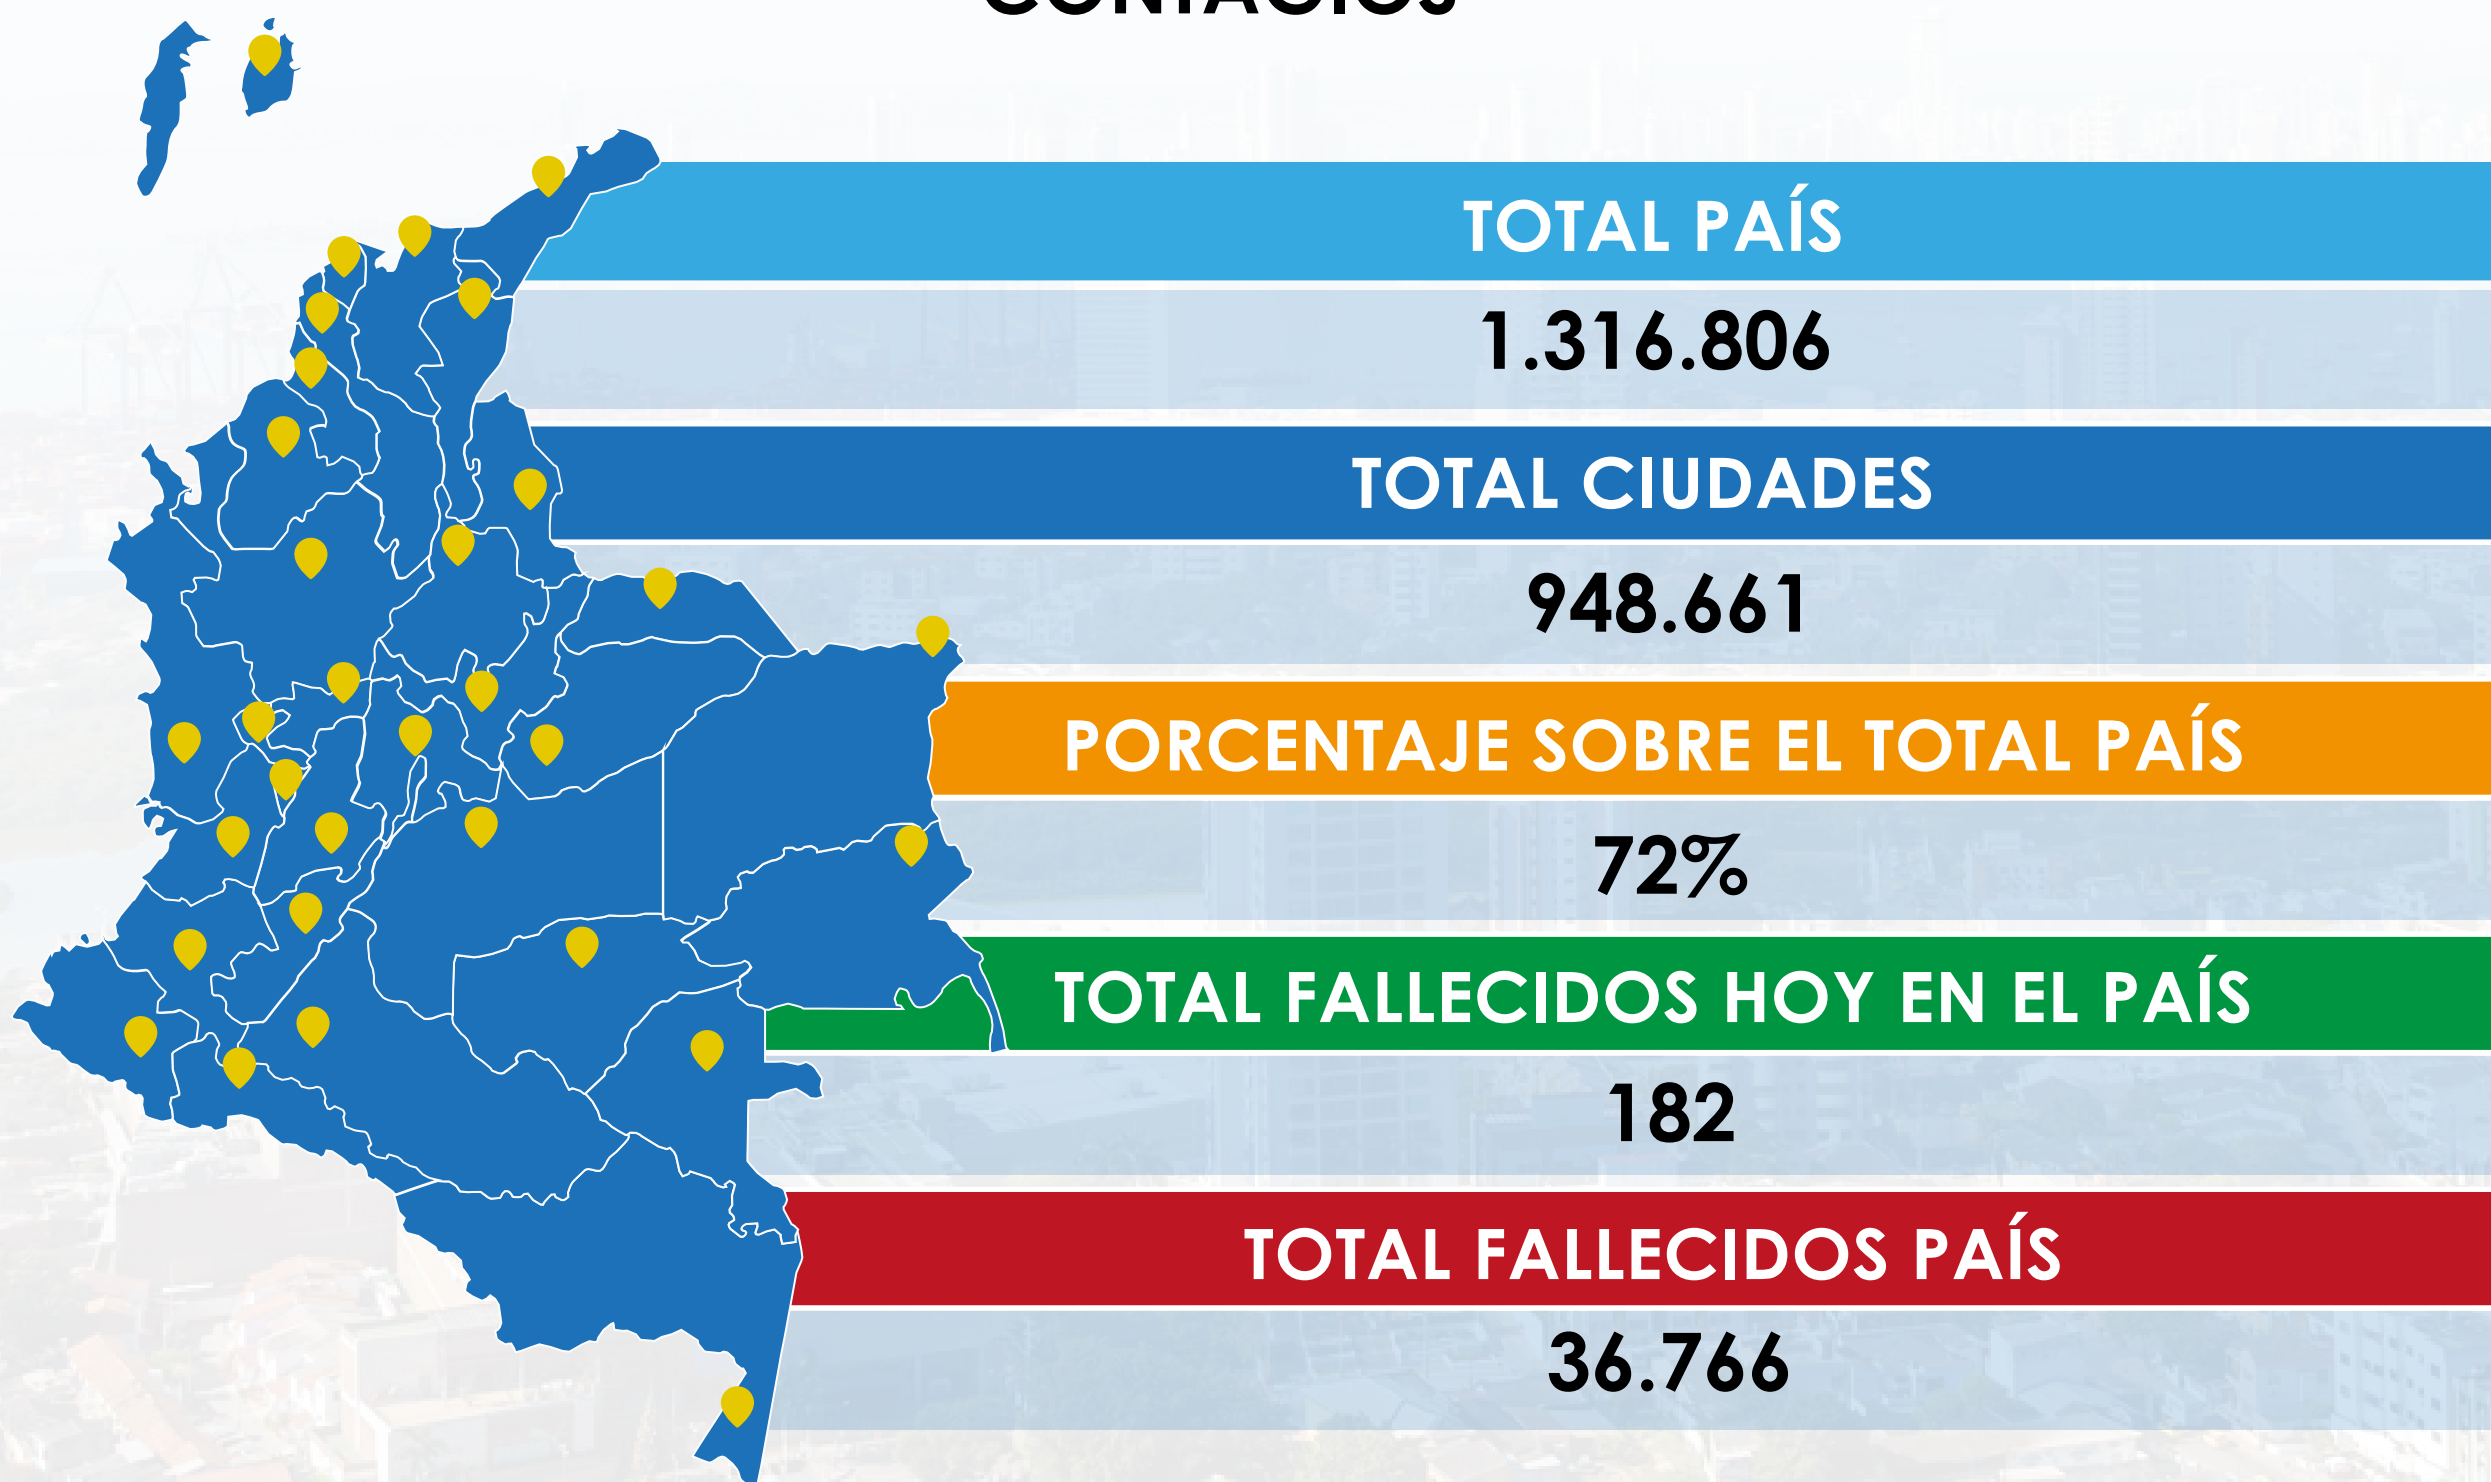 CONTAGIOS
TOTAL PAÍS
1.316.806
TOTAL CIUDADES
948.661
PORCENTAJE SOBRE EL TOTAL PAÍS
72%
TOTAL FALLECIDOS HOY EN EL PAÍS
182
TOTAL FALLECIDOS PAÍS
36.766